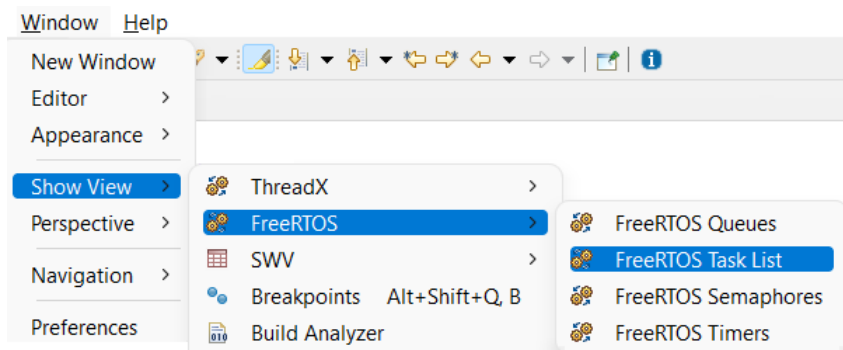 Window Help
New Window
Editor
Appearance
Show View
Perspective
Navigation
Preferences
ThreadX
FreeRTOS
SWV
Breakpoints Alt+Shift+Q, B
Build Analyzer
FreeRTOS Queues
FreeRTOS Task List
FreeRTOS Semaphores
FreeRTOS Timers